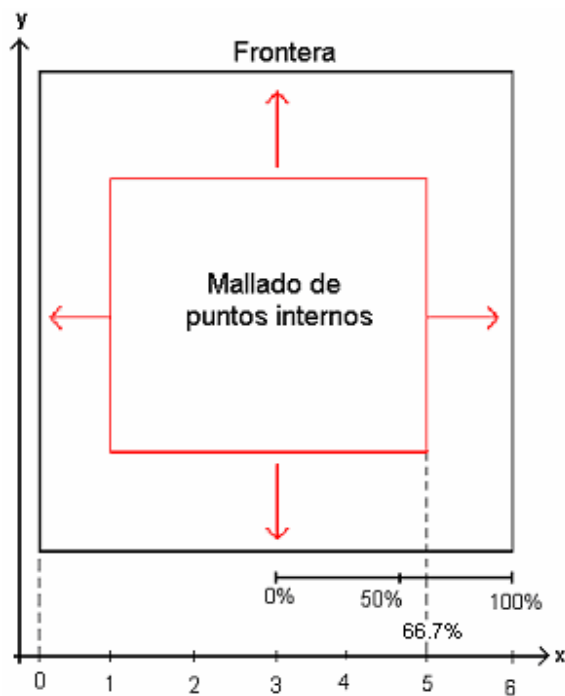 y
Frontera
Mallado de
puntos internos
0% 50% 100%
66.7%
x
0 1 2 3 4 5 6